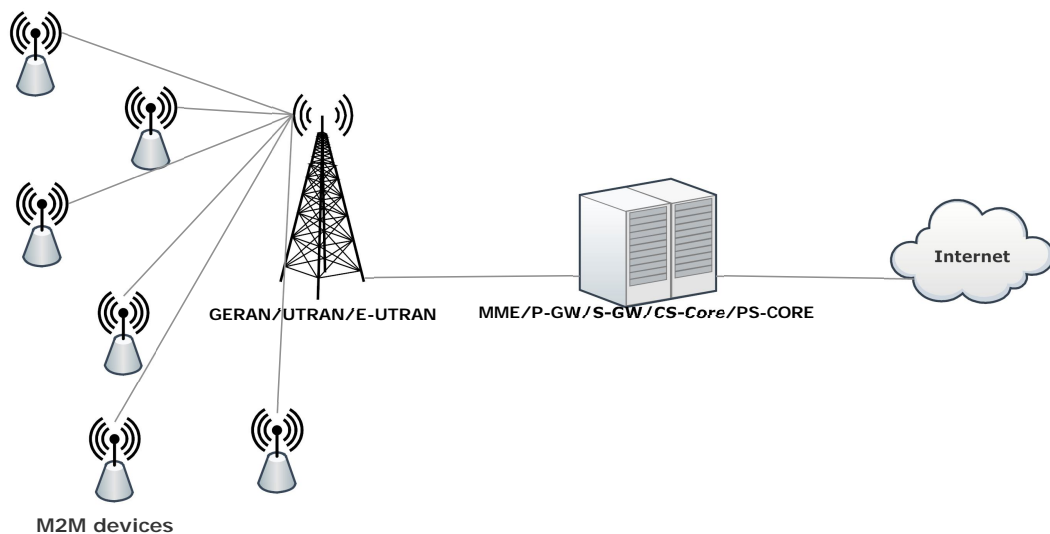 Internet
GERAN/UTRAN/E-UTRAN
MME/P-GW/S-GW/CS-Core/PS-CORE
M2M devices